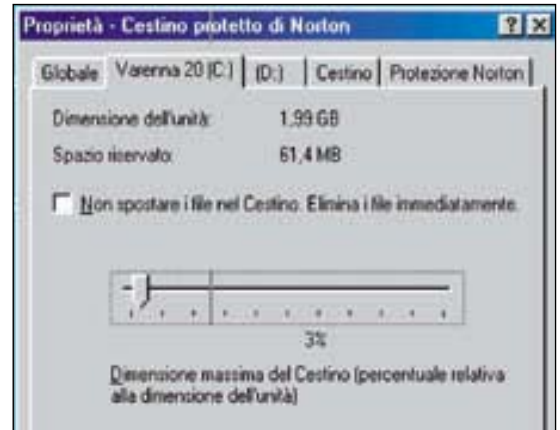 Proprietà - Cestino protetto di Norton
Globale Varenna 20 (C:) (D:) Cestino Protezione Norton
Dimensione dell'unità: 1,99 GB
Spazio riservato: 61,4 MB
Non spostare i file nel Cestino. Elimina i file immediatamente.
3%
Dimensione massima del Cestino (percentuale relativa
alla dimensione dell'unità)